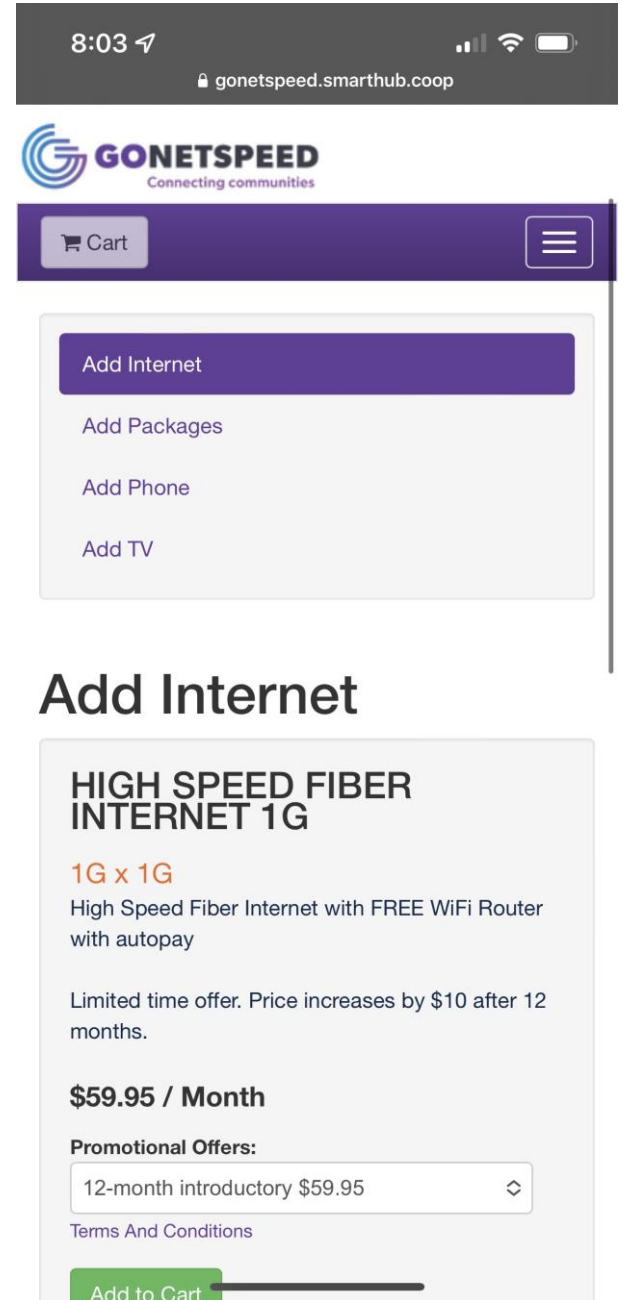 8:03
gonetspeed.smarthub.coop
GONETSPEED
Connecting communities
Cart
Add Internet
Add Packages
Add Phone
Add TV
Add Internet
HIGH SPEED FIBER
INTERNET 1G
1G x 1G
High Speed Fiber Internet with FREE WiFi Router
with autopay
Limited time offer. Price increases by $10 after 12
months.
$59.95 / Month
Promotional Offers:
12-month introductory $59.95
Terms And Conditions
Add to Cart